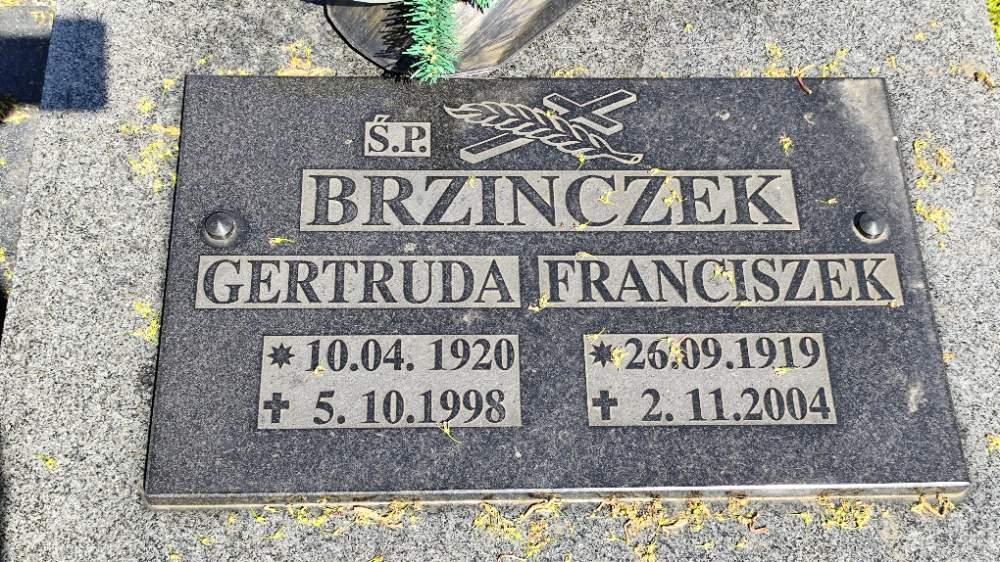 Ś.P.
BRZINCZEK
GERTRUDA FRANCISZEK
* 10.04. 1920 * 26.09.1919
✝ 5. 10.1998 ✝ 2. 11.2004